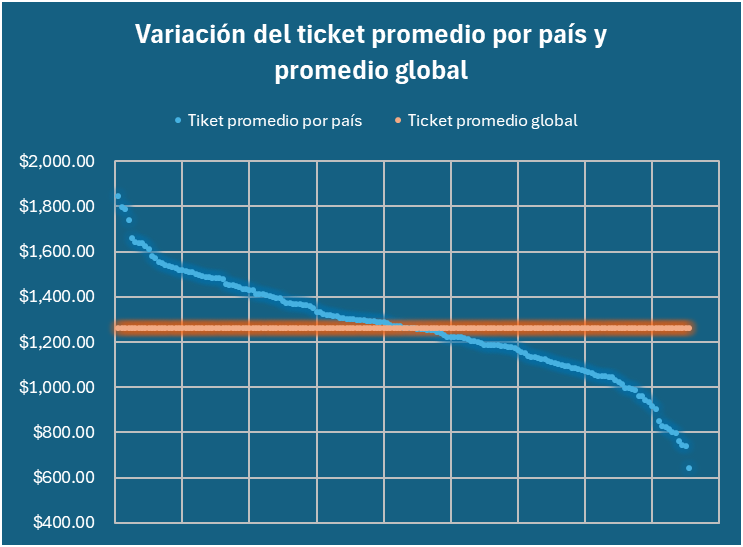 Variación del ticket promedio por país y
promedio global
Tiket promedio por país
Ticket promedio global
$2,000.00
$1,800.00
$1,600.00
$1,400.00
$1,200.00
$1,000.00
$800.00
$600.00
$400.00